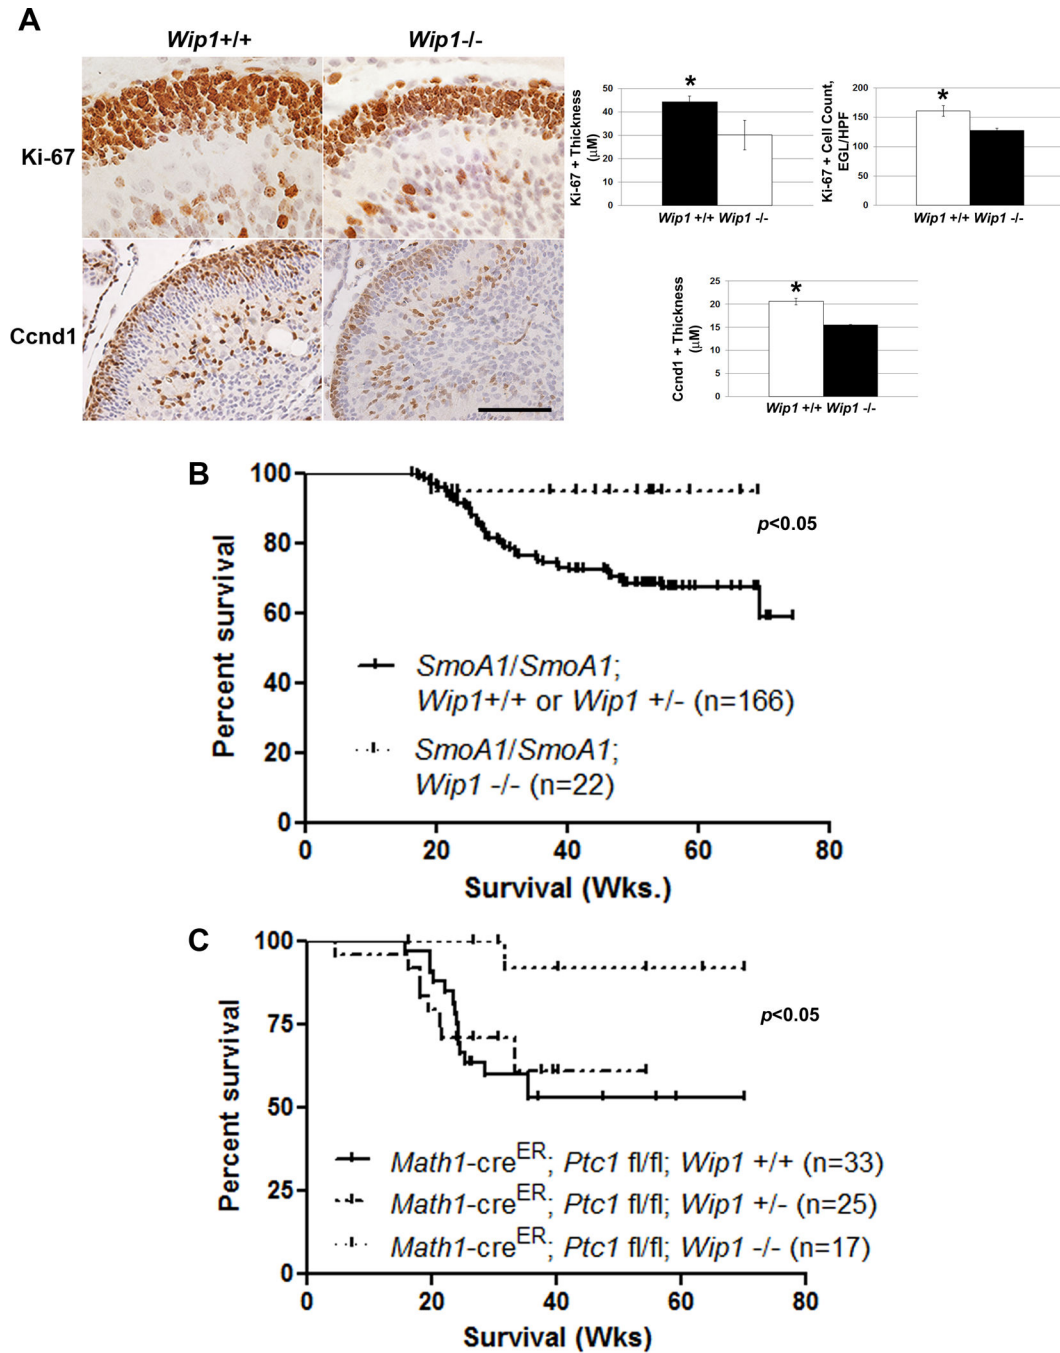 A
Wip1+/+
Wip1-/-
Ki-67
Ccnd1
Ki-67 + Thickness
(µM)
50
40
30
20
10
0
*
Wip1 +/+ Wip1 -/-
Ki-67 + Cell Count,
EGL/HPF
200
150
100
50
0
*
Wip1 +/+ Wip1 -/-
Ccnd1 + Thickness
(µM)
25
20
15
10
5
0
*
Wip1 +/+ Wip1 -/-
B
Percent survival
100
80
60
40
20
0
p<0.05
SmoA1/SmoA1;
Wip1+/+ or Wip1 +/- (n=166)
SmoA1/SmoA1;
Wip1 -/- (n=22)
0 20 40 60 80
Survival (Wks.)
C
Percent survival
100
75
50
25
0
p<0.05
Math1-creER; Ptc1 fl/fl; Wip1 +/+ (n=33)
Math1-creER; Ptc1 fl/fl; Wip1 +/- (n=25)
Math1-creER; Ptc1 fl/fl; Wip1 -/- (n=17)
0 20 40 60 80
Survival (Wks)